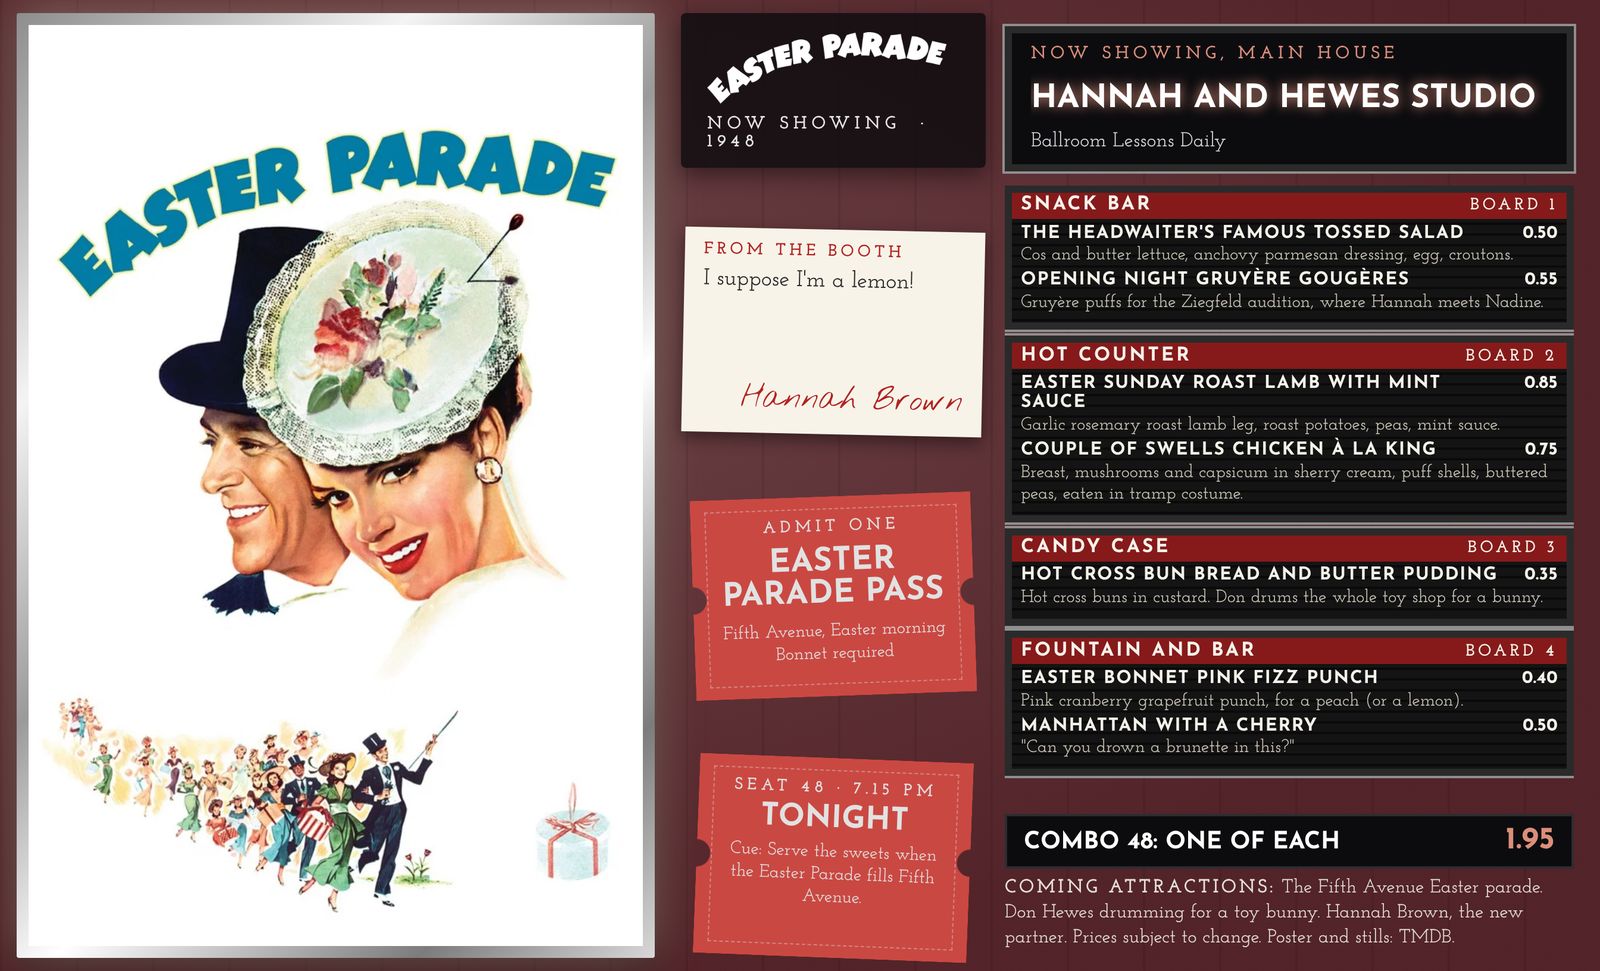 EASTER PARADE
EASTER PARADE
NOW SHOWING ·
1948
FROM THE BOOTH
I suppose I'm a lemon!
Hannah Brown
ADMIT ONE
EASTER
PARADE PASS
Fifth Avenue, Easter morning
Bonnet required
SEAT 48 · 7.15 PM
TONIGHT
Cue: Serve the sweets when
the Easter Parade fills Fifth
Avenue.
NOW SHOWING, MAIN HOUSE
HANNAH AND HEWES STUDIO
Ballroom Lessons Daily
SNACK BAR BOARD 1
THE HEADWAITER'S FAMOUS TOSSED SALAD 0.50
Cos and butter lettuce, anchovy parmesan dressing, egg, croutons.
OPENING NIGHT GRUYÈRE GOUGÈRES 0.55
Gruyère puffs for the Ziegfeld audition, where Hannah meets Nadine.
HOT COUNTER BOARD 2
EASTER SUNDAY ROAST LAMB WITH MINT 0.85
SAUCE
Garlic rosemary roast lamb leg, roast potatoes, peas, mint sauce.
COUPLE OF SWELLS CHICKEN À LA KING 0.75
Breast, mushrooms and capsicum in sherry cream, puff shells, buttered
peas, eaten in tramp costume.
CANDY CASE BOARD 3
HOT CROSS BUN BREAD AND BUTTER PUDDING 0.35
Hot cross buns in custard. Don drums the whole toy shop for a bunny.
FOUNTAIN AND BAR BOARD 4
EASTER BONNET PINK FIZZ PUNCH 0.40
Pink cranberry grapefruit punch, for a peach (or a lemon).
MANHATTAN WITH A CHERRY 0.50
"Can you drown a brunette in this?"
COMBO 48: ONE OF EACH 1.95
COMING ATTRACTIONS: The Fifth Avenue Easter parade.
Don Hewes drumming for a toy bunny. Hannah Brown, the new
partner. Prices subject to change. Poster and stills: TMDB.